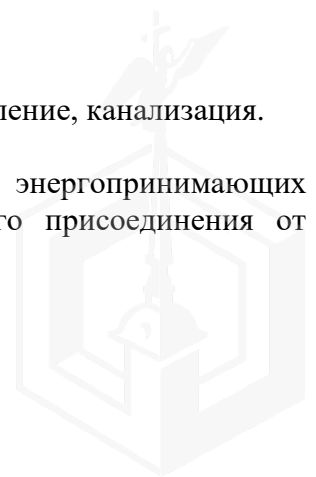 ление, канализация.
энергопринимающих
го присоединения от